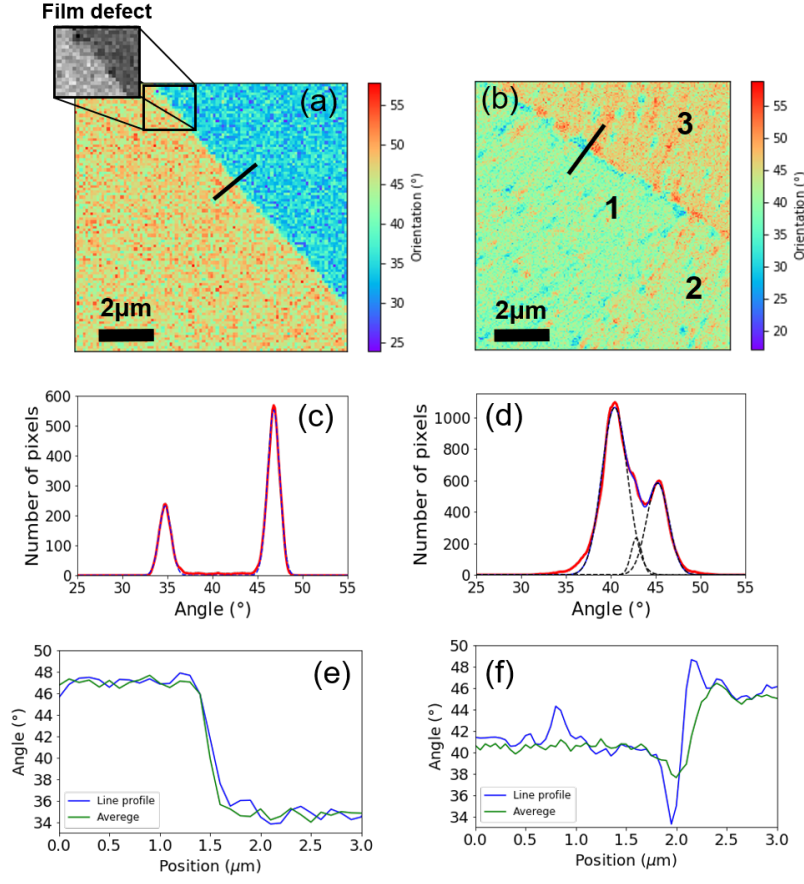 Film defect
(a)
55
50
45
40
35
30
25
Orientation (°)
2µm
(b)
3
1
2
55
50
45
40
35
30
25
20
Orientation (°)
2µm
(c)
600
500
400
300
200
100
0
Number of pixels
25 30 35 40 45 50 55
Angle (°)
(d)
1000
800
600
400
200
0
Number of pixels
25 30 35 40 45 50 55
Angle (°)
(e)
50
48
46
44
42
40
38
36
34
Angle (°)
Line profile
Averege
0.0 0.5 1.0 1.5 2.0 2.5 3.0
Position (µm)
(f)
50
48
46
44
42
40
38
36
34
Angle (°)
Line profile
Averege
0.0 0.5 1.0 1.5 2.0 2.5 3.0
Position (µm)